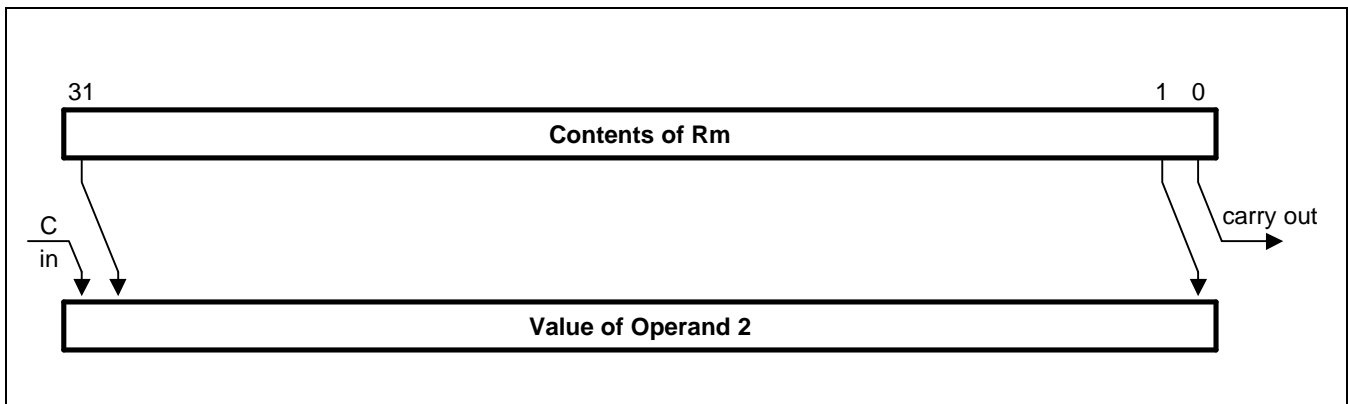 31
1 0
Contents of Rm
C
in
carry out
Value of Operand 2